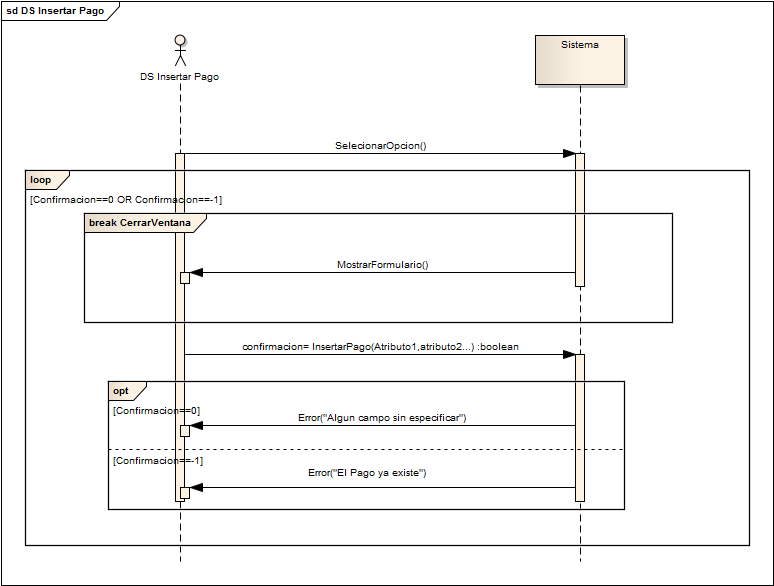 sd DS Insertar Pago
Sistema
DS Insertar Pago
SelecionarOpcion()
loop
[Confirmacion==0 OR Confirmacion==-1]
break CerrarVentana
MostrarFormulario()
confirmacion= InsertarPago(Atributo1,atributo2...) :boolean
opt
[Confirmacion==0]
Error("Algun campo sin especificar")
[Confirmacion==-1]
Error("El Pago ya existe")